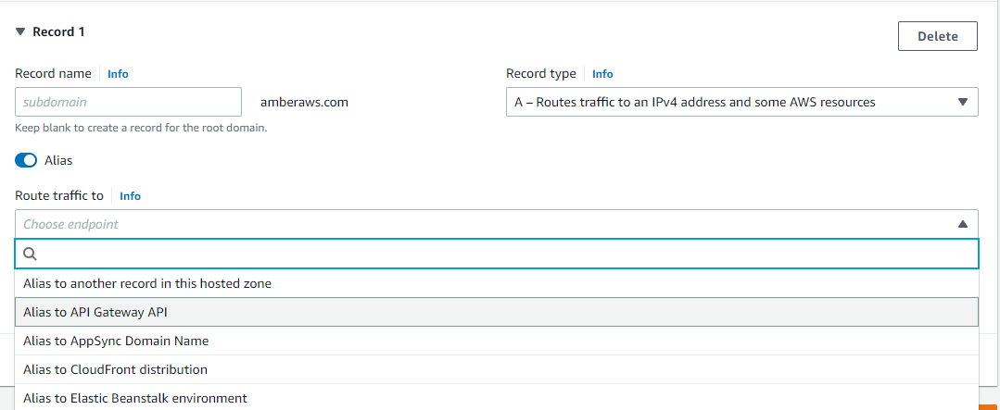 Record 1
Delete
Record name Info
Record type Info
subdomain
amberaws.com
A – Routes traffic to an IPv4 address and some AWS resources
Keep blank to create a record for the root domain.
Alias
Route traffic to Info
Choose endpoint
Alias to another record in this hosted zone
Alias to API Gateway API
Alias to AppSync Domain Name
Alias to CloudFront distribution
Alias to Elastic Beanstalk environment